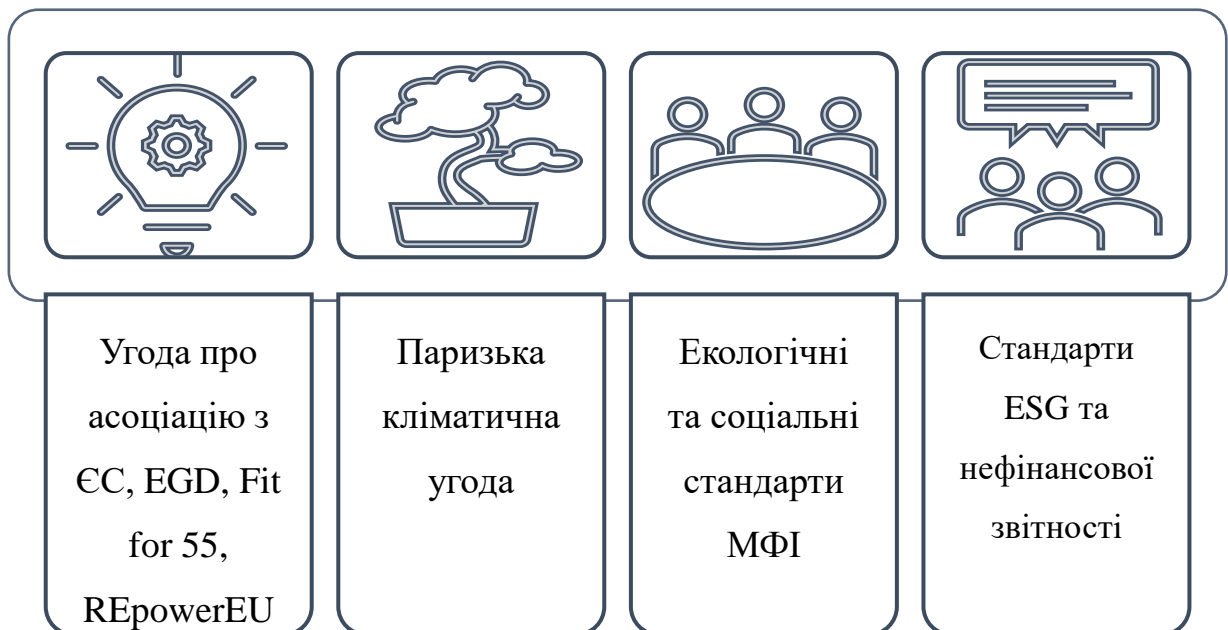 Угода про
асоціацію з
ЄС, EGD, Fit
for 55,
REpowerEU
Паризька
кліматична
угода
Екологічні
та соціальні
стандарти
МФІ
Стандарти
ESG та
нефінансової
звітності